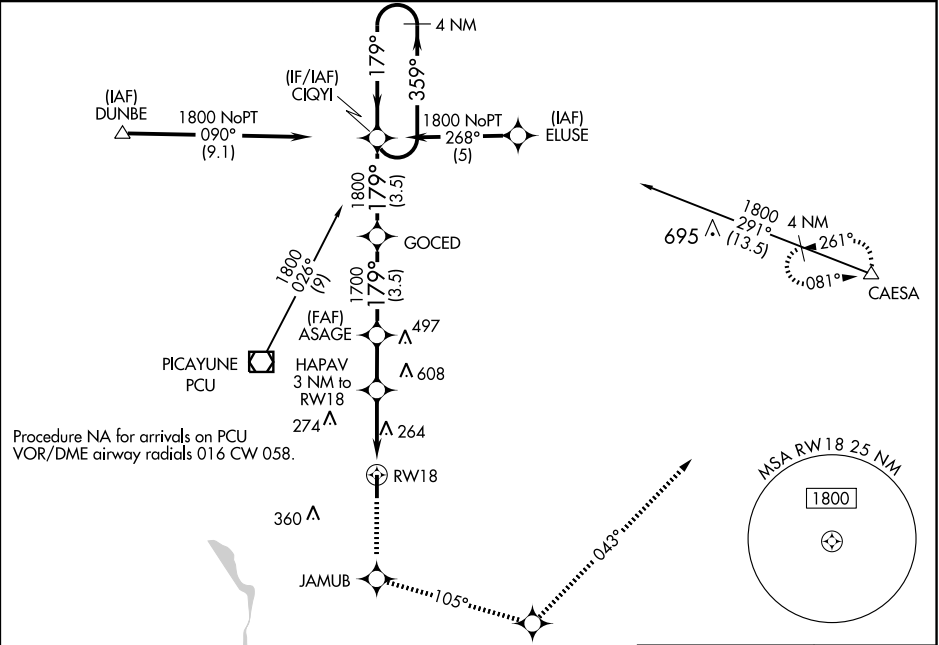 4 NM
179°
359°
(IF/IAF)
CIQYI
(IAF)
DUNBE
1800 NoPT
090°
(9.1)
1800 NoPT
268°
(5)
(IAF)
ELUSE
1800
179°
(3.5)
GOCED
1800
026°
(9)
1700
179°
(3.5)
1800
291°
(13.5)
4 NM
261°
081°
695
CAESA
(FAF)
ASAGE
497
PICAYUNE
PCU
HAPAV
3 NM to
RW18
608
274
264
Procedure NA for arrivals on PCU
VOR/DME airway radials 016 CW 058.
RW18
360
JAMUB
105°
043°
MSA RW18 25 NM
1800